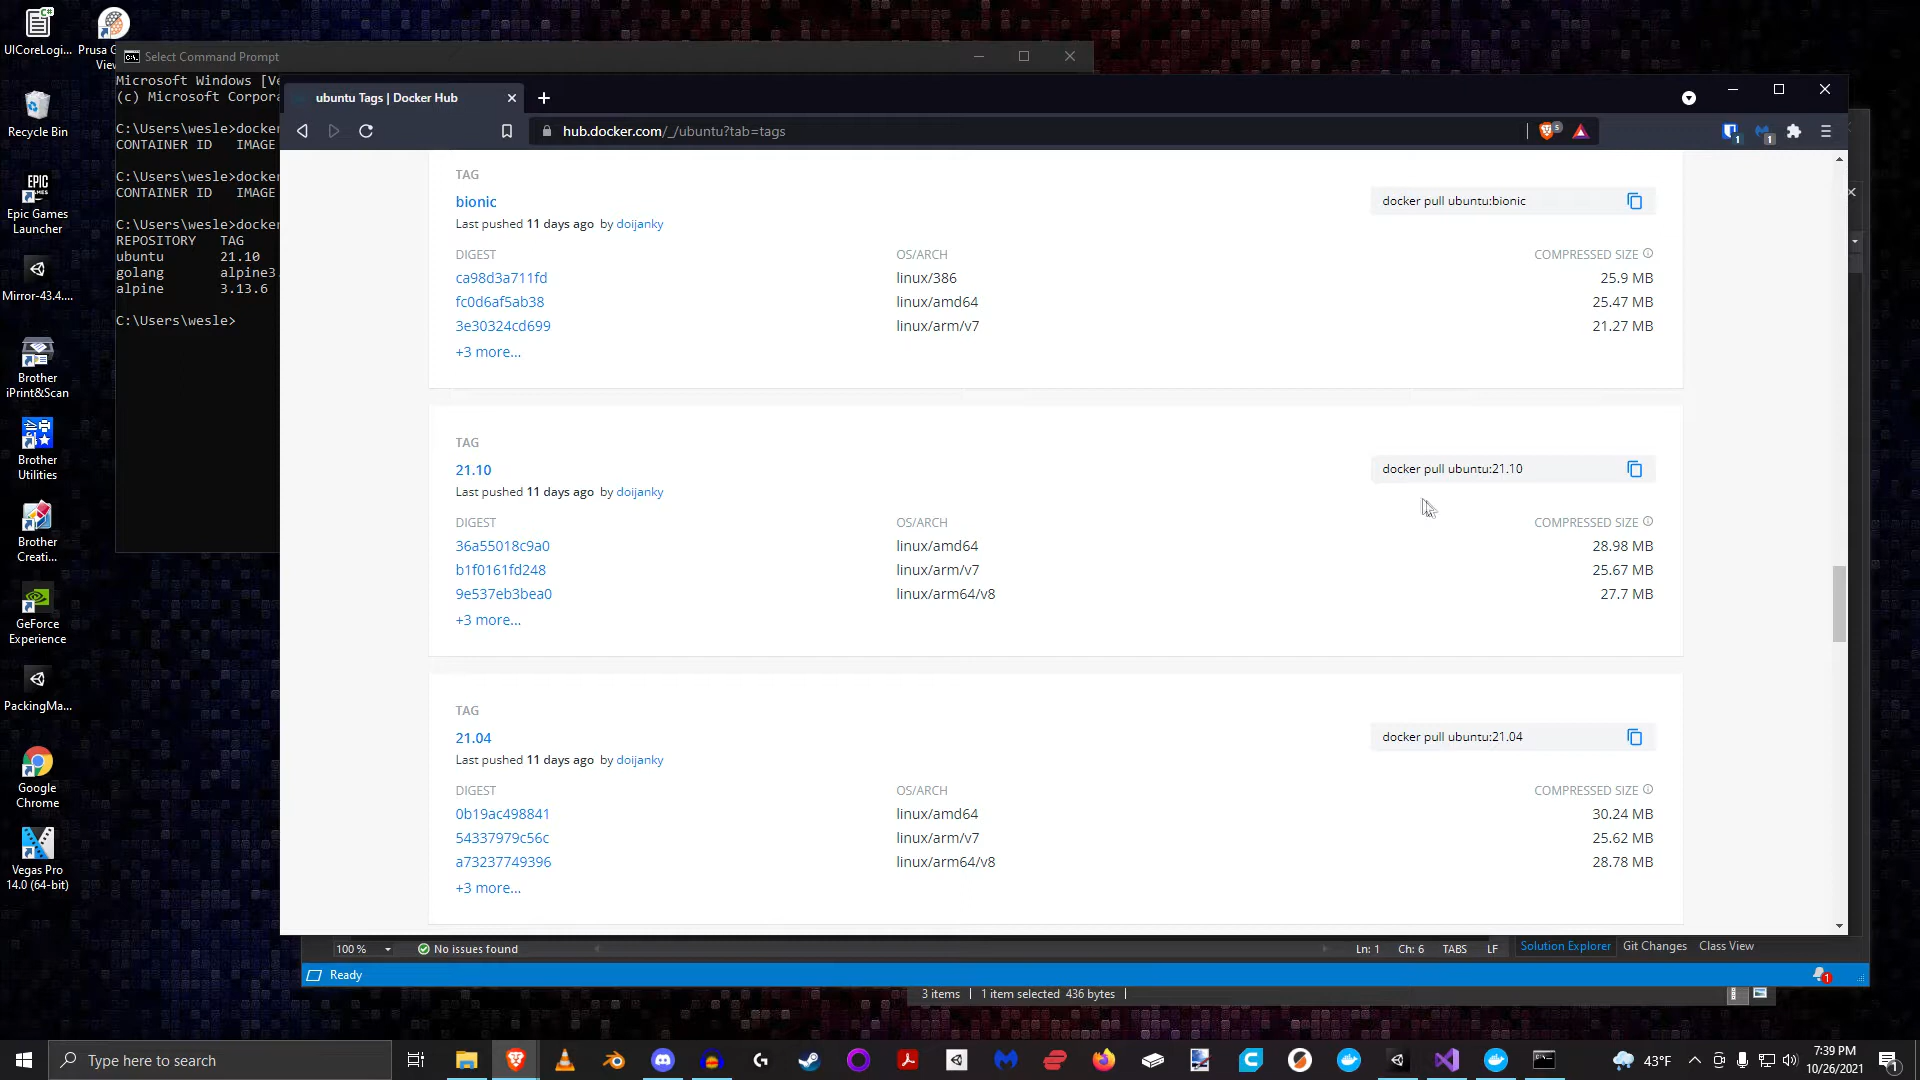 UICoreLogi...
Prusa G
View
Recycle Bin
Epic Games
Launcher
Mirror-43.4....
Brother
iPrint&Scan
Brother
Utilities
Brother
Creati...
GeForce
Experience
PackingMa...
Google
Chrome
Vegas Pro
14.0 (64-bit)
Select Command Prompt
Microsoft Windows [Ve
(c) Microsoft Corpora
C:\Users\wesle>docker
CONTAINER ID   IMAGE
C:\Users\wesle>docker
CONTAINER ID   IMAGE
C:\Users\wesle>docker
REPOSITORY   TAG
ubuntu       21.10
golang       alpine3.
alpine       3.13.6
C:\Users\wesle>
ubuntu Tags | Docker Hub
hub.docker.com/_/ubuntu?tab=tags
TAG
bionic
docker pull ubuntu:bionic
Last pushed 11 days ago by doijanky
DIGEST OS/ARCH COMPRESSED SIZE
ca98d3a711fd linux/386 25.9 MB
fc0d6af5ab38 linux/amd64 25.47 MB
3e30324cd699 linux/arm/v7 21.27 MB
+3 more...
TAG
21.10
docker pull ubuntu:21.10
Last pushed 11 days ago by doijanky
DIGEST OS/ARCH COMPRESSED SIZE
36a55018c9a0 linux/amd64 28.98 MB
b1f0161fd248 linux/arm/v7 25.67 MB
9e537eb3bea0 linux/arm64/v8 27.7 MB
+3 more...
TAG
21.04
docker pull ubuntu:21.04
Last pushed 11 days ago by doijanky
DIGEST OS/ARCH COMPRESSED SIZE
0b19ac498841 linux/amd64 30.24 MB
54337979c56c linux/arm/v7 25.62 MB
a73237749396 linux/arm64/v8 28.78 MB
+3 more...
100 % No issues found Ln: 1 Ch: 6 TABS LF Solution Explorer Git Changes Class View
Ready
3 items 1 item selected 436 bytes
Type here to search
43°F
7:39 PM
10/26/2021